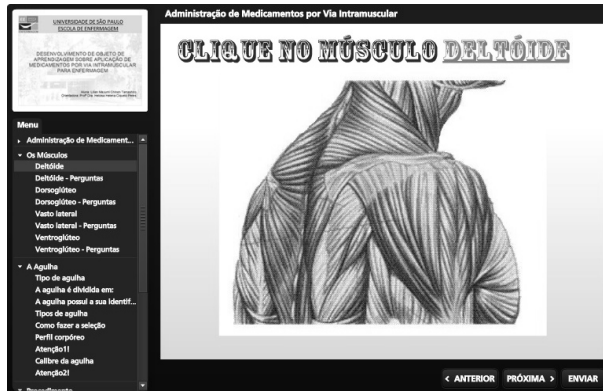 Administração de Medicamentos por Via Intramuscular
UNIVERSIDADE DE SÃO PAULO
ESCOLA DE ENFERMAGEM
DESENVOLVIMENTO DE OBJETO DE
APRENDIZAGEM SOBRE APLICAÇÃO DE
MEDICAMENTOS POR VIA INTRAMUSCULAR
PARA ENFERMAGEM
CLIQUE NO MÚSCULO DELTÓIDE
Menu
Administração de Medicament...
Os Músculos
Deltóide
Deltóide - Perguntas
Dorsoglúteo
Dorsoglúteo - Perguntas
Vasto lateral
Vasto lateral - Perguntas
Ventroglúteo
Ventroglúteo - Perguntas
A Agulha
Tipo de agulha
A agulha é dividida em:
A agulha possui a sua identif...
Tipos de agulha
Como fazer a seleção
Perfil corpóreo
Atenção1!
Calibre da agulha
Atenção2!
Procedimento
ANTERIOR PRÓXIMA ENVIAR